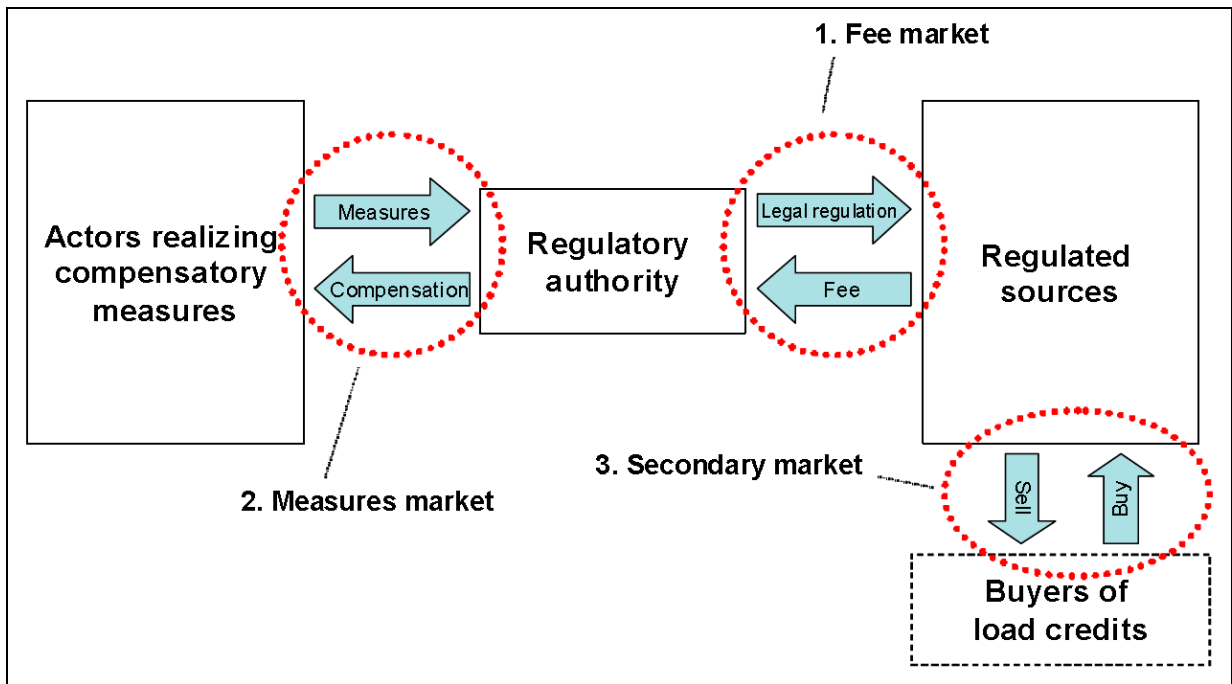 1. Fee market
Actors realizing
compensatory
measures
Measures
Compensation
Regulatory
authority
Legal regulation
Fee
Regulated
sources
2. Measures market
3. Secondary market
Sell
Buy
Buyers of
load credits